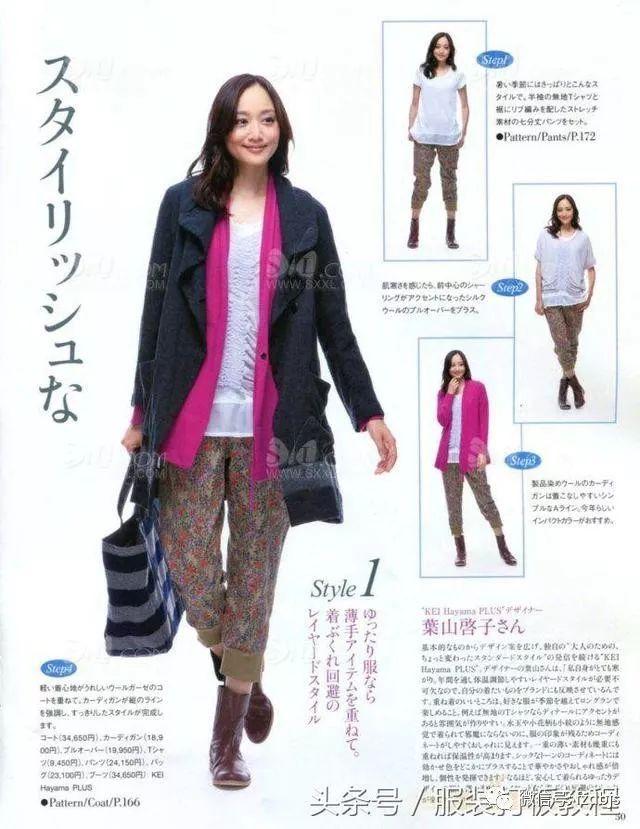 スタイリッシュな
Step1
暑い季節にはさっぱりとこんなス
タイルで。半袖の無地Tシャツと
裾にリブ編みを配したストレッチ
素材の七分丈パンツをセット。
●Pattern/Pants/P.172
Step2
肌寒さを感じたら、前中心のシャー
リングがアクセントになったシルク
ウールのプルオーバーをプラス。
Step3
製品染めウールのカーディ
ガンは着こなしやすいシン
プルなAライン。今年らしい
インパクトカラーがおすすめ。
Style 1
ゆったり服なら
薄手アイテムを重ねて。
着ぶくれ回避の
レイヤードスタイル
Step4
軽い着心地がうれしいウールガーゼのコ
ートを重ねて。カーディガンが縦のライン
を強調し、すっきりしたスタイルが完成し
ます。
コート(34,650円)、カーディガン(18,9
00円)、プルオーバー(19,950円)、Tシャ
ツ(9,450円)、パンツ(24,150円)、バッ
グ(23,100円)、ブーツ(34,650円) KEI
Hayama PLUS
●Pattern/Coat/P.166
"KEI Hayama PLUS"デザイナー
葉山啓子さん
基本的なものからデザイン案を広げ、独自の"大人のための、
ちょっと変わったスタンダードスタイル"の発信を続ける"KEI
Hayama PLUS"。デザイナーの葉山さんは、「私自身がとても寒
がり。年間を通し、体温調節しやすいレイヤードスタイルが必要不
可欠なので、自分の着たいものをブランドにも反映させているんで
す。重ね着のいいところは、好きな服が季節を越えてロングランで
楽しめること。例えば無地のTシャツならディテールにアクセントが
あると雰囲気が作りやすい。水玉や小花柄も小紋のように無地感
覚で着られて邪魔にならないのに、服の印象が残るためコーディ
ネートがしやすくおしゃれに見えます。一重の薄い素材も幾重にも
重ねれば保温性が高まります。シックなトーンのコーディネートには
効かせ色をどこかにプラスすることで華やかさやおしゃれ感が倍
増し、個性を発揮できます」
頭条号/服装打板教程
50
SXXL.COM
WWW.SXXL.COM